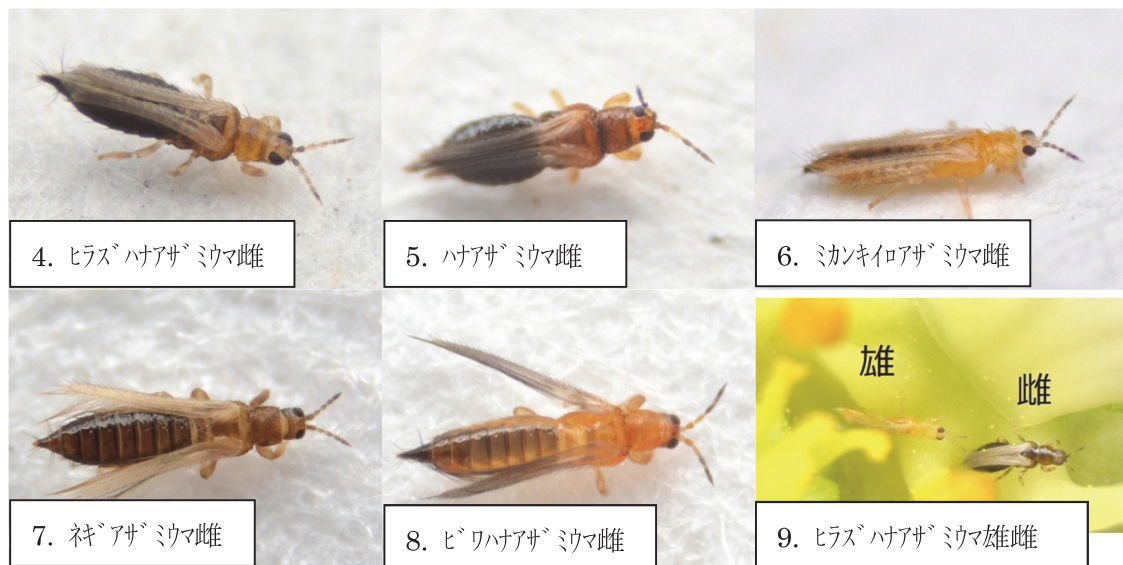 4. ﾋﾗｽﾞﾊﾅｱｻﾞﾐｳﾏ雌
5. ﾊﾅｱｻﾞﾐｳﾏ雌
6. ﾐｶﾝｷｲﾛｱｻﾞﾐｳﾏ雌
雄
雌
7. ﾈｷﾞｱｻﾞﾐｳﾏ雌
8. ﾋﾞﾜﾊﾅｱｻﾞﾐｳﾏ雌
9. ﾋﾗｽﾞﾊﾅｱｻﾞﾐｳﾏ雄雌